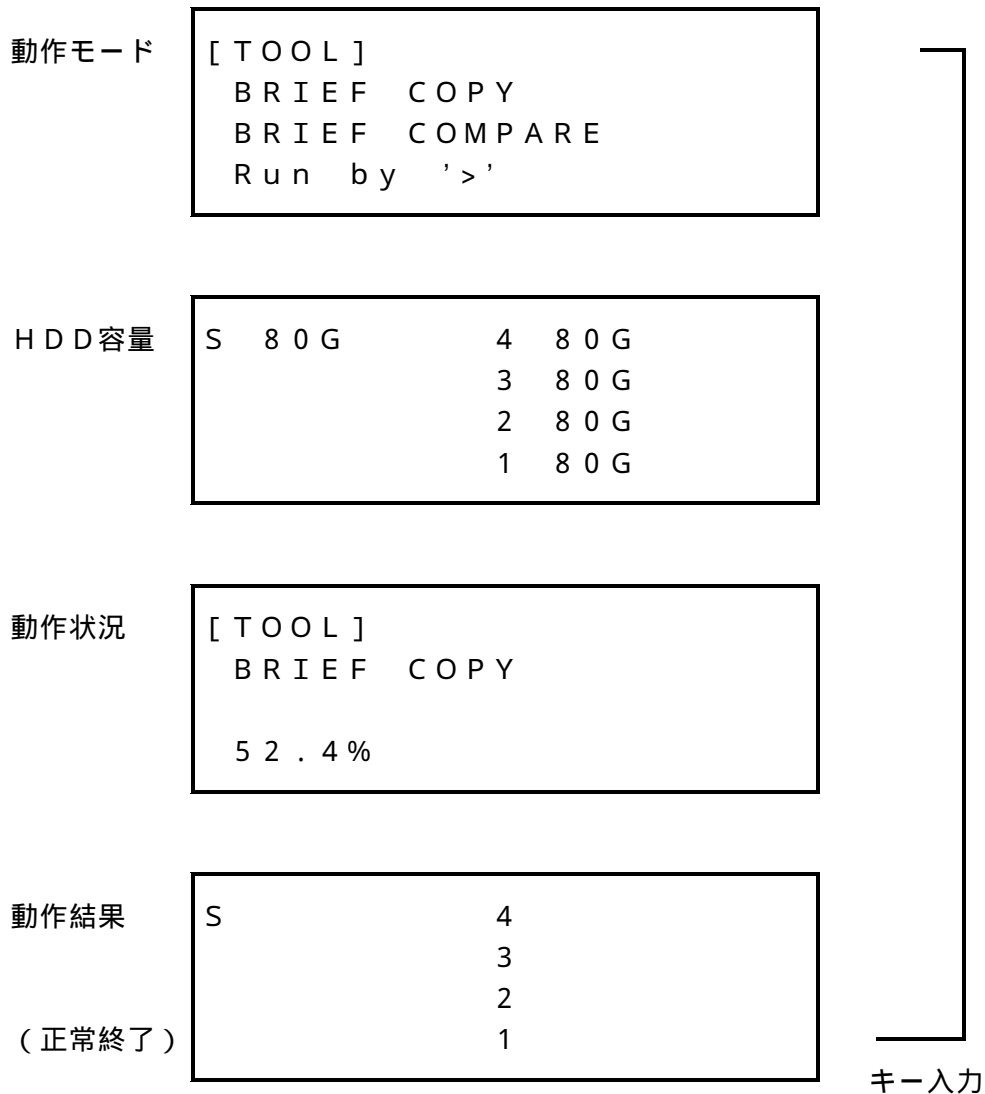 動作モード
[TOOL]
BRIEF COPY
BRIEF COMPARE
Run by '>'
HDD容量
S 80G 4 80G
3 80G
2 80G
1 80G
動作状況
[TOOL]
BRIEF COPY
52.4%
動作結果
S 4
3
2
(正常終了) 1
キー入力